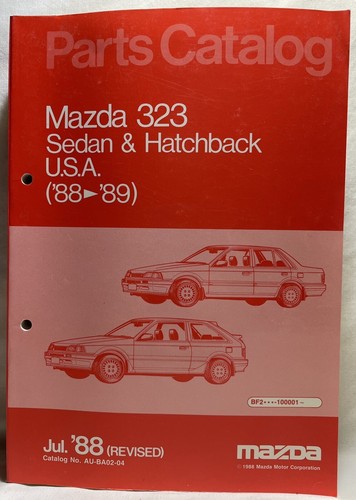 Parts Catalog
Mazda 323
Sedan & Hatchback
U.S.A.
('88►'89)
BF2••••100001~
Jul. '88 (REVISED)
Catalog No. AU-BA02-04
mazda
© 1988 Mazda Motor Corporation